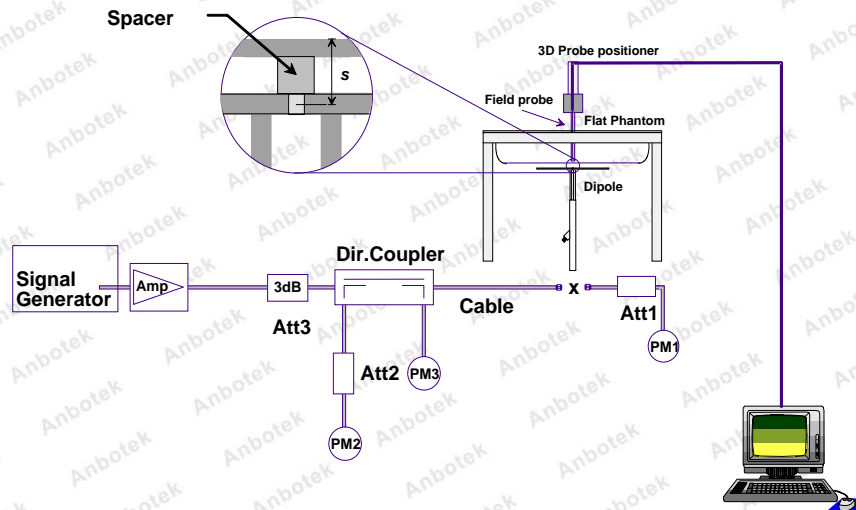 Spacer
s
3D Probe positioner
Field probe
Flat Phantom
Dipole
Signal
Generator
Amp
3dB
Att3
Dir.Coupler
Cable
x
Att1
PM1
Att2
PM3
PM2
Anbotek